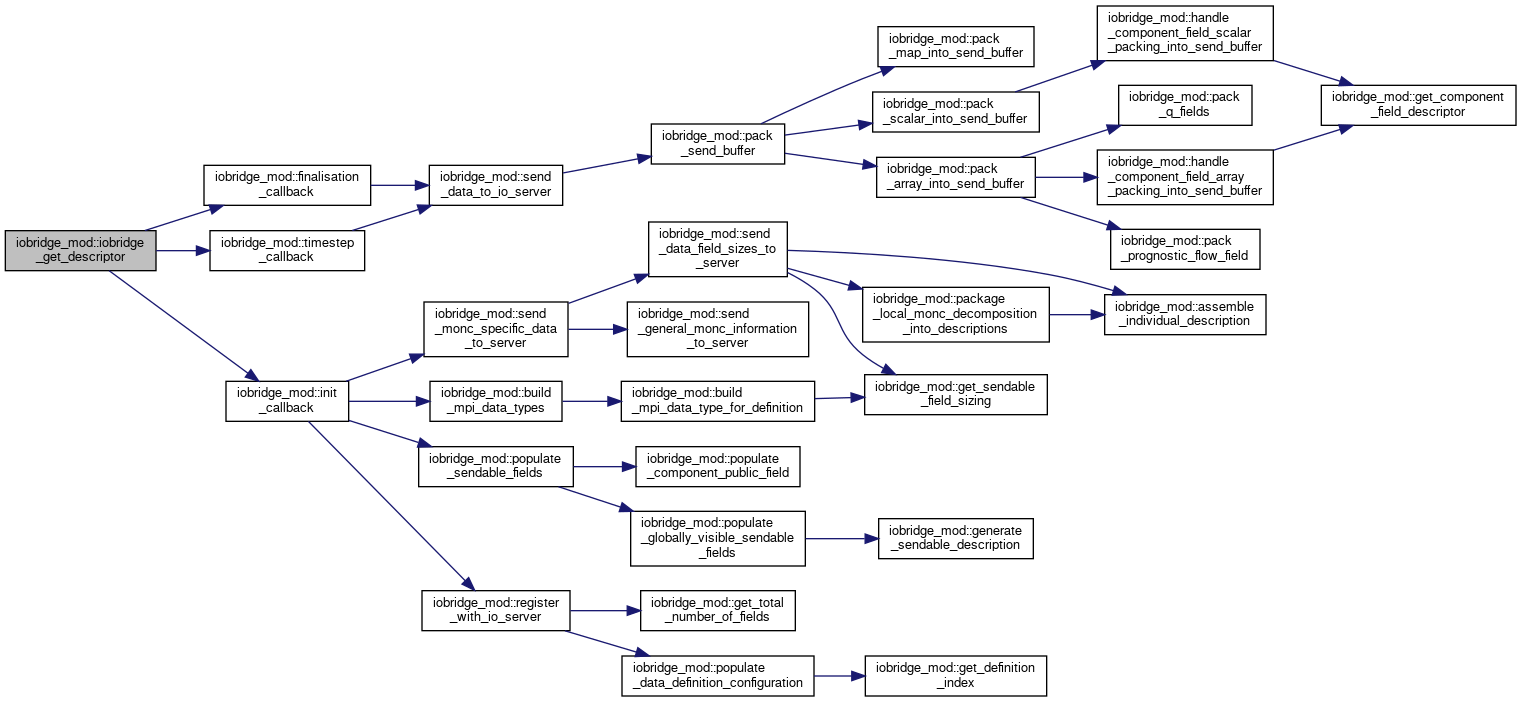 iobridge_mod::iobridge
_get_descriptor
iobridge_mod::finalisation
_callback
iobridge_mod::timestep
_callback
iobridge_mod::init
_callback
iobridge_mod::send
_data_to_io_server
iobridge_mod::send
_monc_specific_data
_to_server
iobridge_mod::build
_mpi_data_types
iobridge_mod::populate
_sendable_fields
iobridge_mod::register
_with_io_server
iobridge_mod::pack
_send_buffer
iobridge_mod::send
_data_field_sizes_to
_server
iobridge_mod::send
_general_monc_information
_to_server
iobridge_mod::build
_mpi_data_type_for_definition
iobridge_mod::populate
_component_public_field
iobridge_mod::populate
_globally_visible_sendable
_fields
iobridge_mod::get_total
_number_of_fields
iobridge_mod::populate
_data_definition_configuration
iobridge_mod::pack
_map_into_send_buffer
iobridge_mod::pack
_scalar_into_send_buffer
iobridge_mod::pack
_array_into_send_buffer
iobridge_mod::package
_local_monc_decomposition
_into_descriptions
iobridge_mod::get_sendable
_field_sizing
iobridge_mod::generate
_sendable_description
iobridge_mod::get_definition
_index
iobridge_mod::handle
_component_field_scalar
_packing_into_send_buffer
iobridge_mod::pack
_q_fields
iobridge_mod::handle
_component_field_array
_packing_into_send_buffer
iobridge_mod::pack
_prognostic_flow_field
iobridge_mod::assemble
_individual_description
iobridge_mod::get_component
_field_descriptor